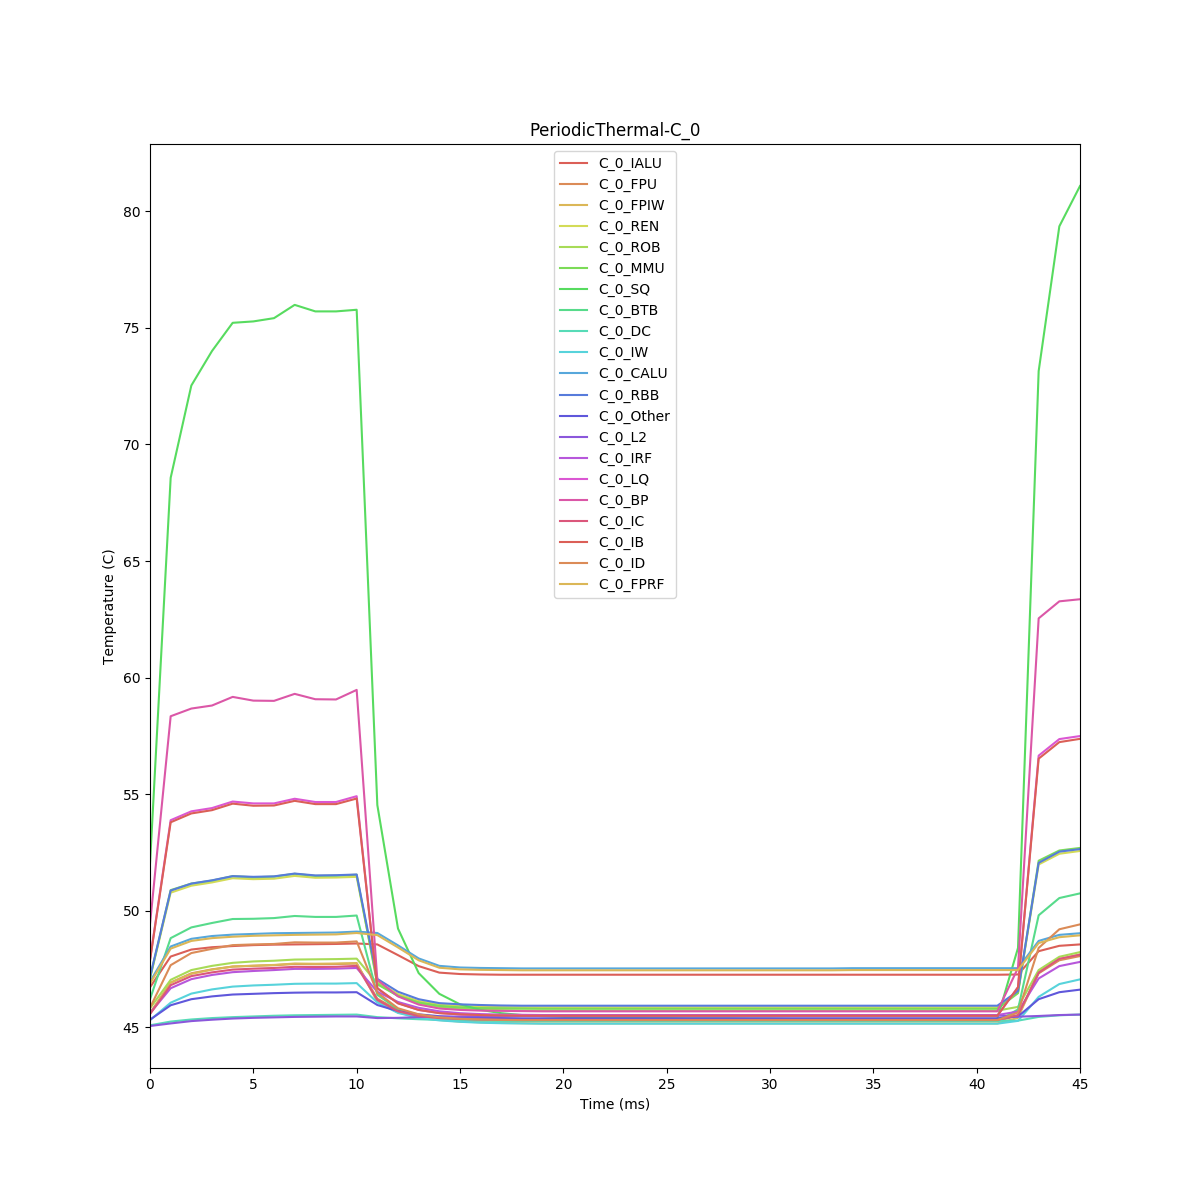 PeriodicThermal-C_0
C_0_IALU
C_0_FPU
C_0_FPIW
C_0_REN
C_0_ROB
C_0_MMU
C_0_SQ
C_0_BTB
C_0_DC
C_0_IW
C_0_CALU
C_0_RBB
C_0_Other
C_0_L2
C_0_IRF
C_0_LQ
C_0_BP
C_0_IC
C_0_IB
C_0_ID
C_0_FPRF
Temperature (C)
80
75
70
65
60
55
50
45
0 5 10 15 20 25 30 35 40 45
Time (ms)